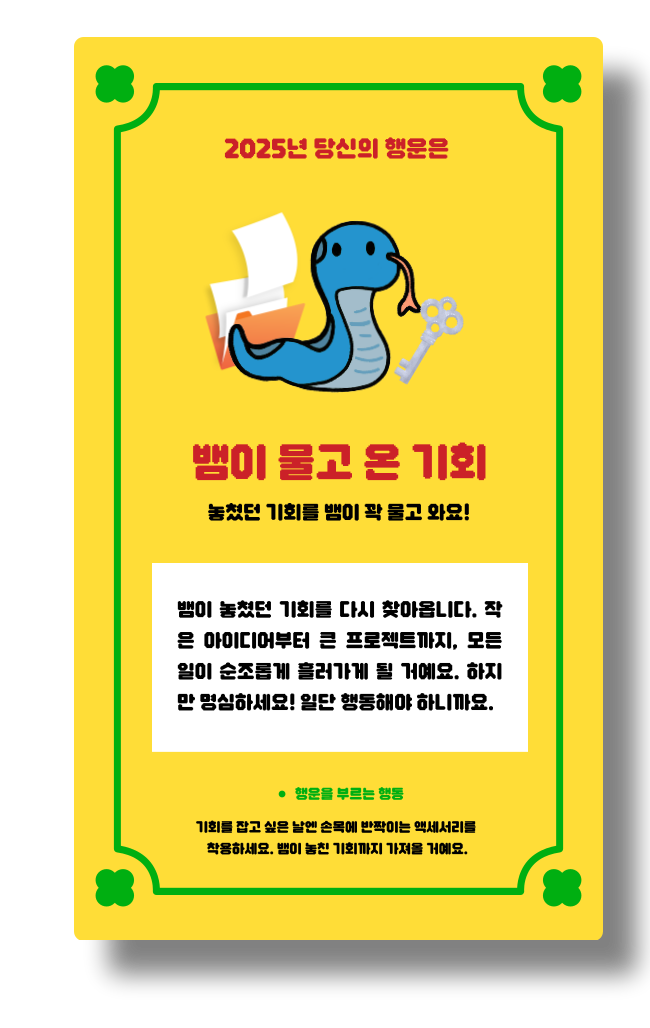 2025년 당신의 행운은
뱀이 물고 온 기회
놓쳤던 기회를 뱀이 꽉 물고 와요!
뱀이 놓쳤던 기회를 다시 찾아옵니다. 작
은 아이디어부터 큰 프로젝트까지, 모든
일이 순조롭게 흘러가게 될 거예요. 하지
만 명심하세요! 일단 행동해야 하니까요.
• 행운을 부르는 행동
기회를 잡고 싶은 날엔 손목에 반짝이는 액세서리를
착용하세요. 뱀이 놓친 기회까지 가져올 거예요.